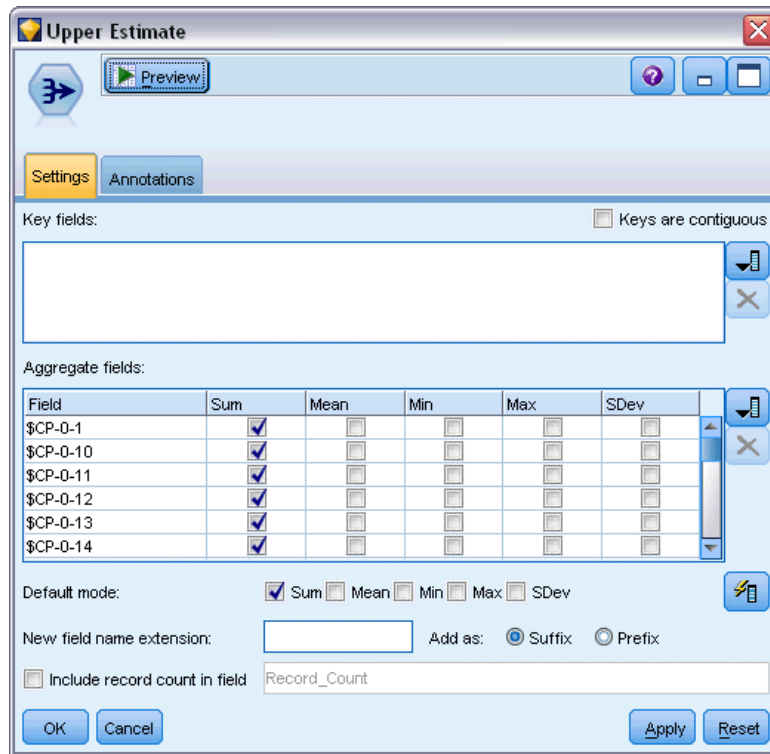 Upper Estimate
Preview
Settings Annotations
Key fields: Keys are contiguous
Aggregate fields:
Field Sum Mean Min Max SDev
$CP-0-1
$CP-0-10
$CP-0-11
$CP-0-12
$CP-0-13
$CP-0-14
Default mode: Sum Mean Min Max SDev
New field name extension: Add as: Suffix Prefix
Include record count in field Record_Count
OK Cancel Apply Reset